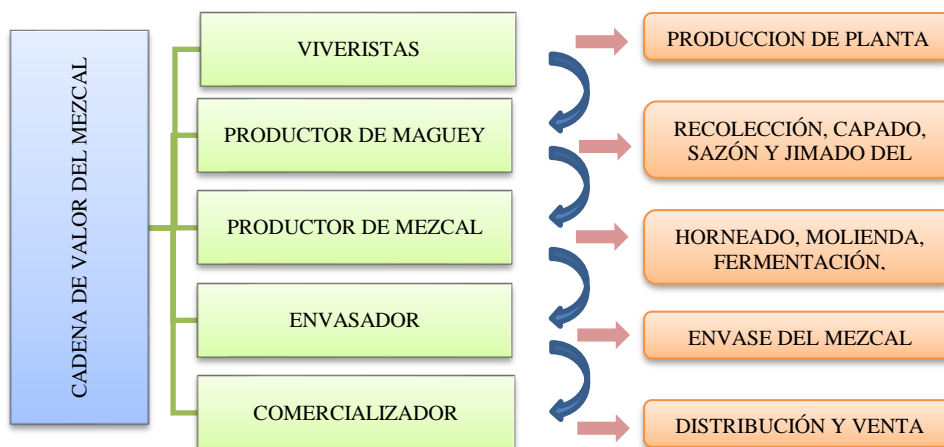 CADENA DE VALOR DEL MEZCAL
VIVERISTAS
PRODUCCION DE PLANTA
PRODUCTOR DE MAGUEY
RECOLECCIÓN, CAPADO,
SAZÓN Y JIMADO DEL
PRODUCTOR DE MEZCAL
HORNEADO, MOLIENDA,
FERMENTACIÓN,
ENVASADOR
ENVASE DEL MEZCAL
COMERCIALIZADOR
DISTRIBUCIÓN Y VENTA